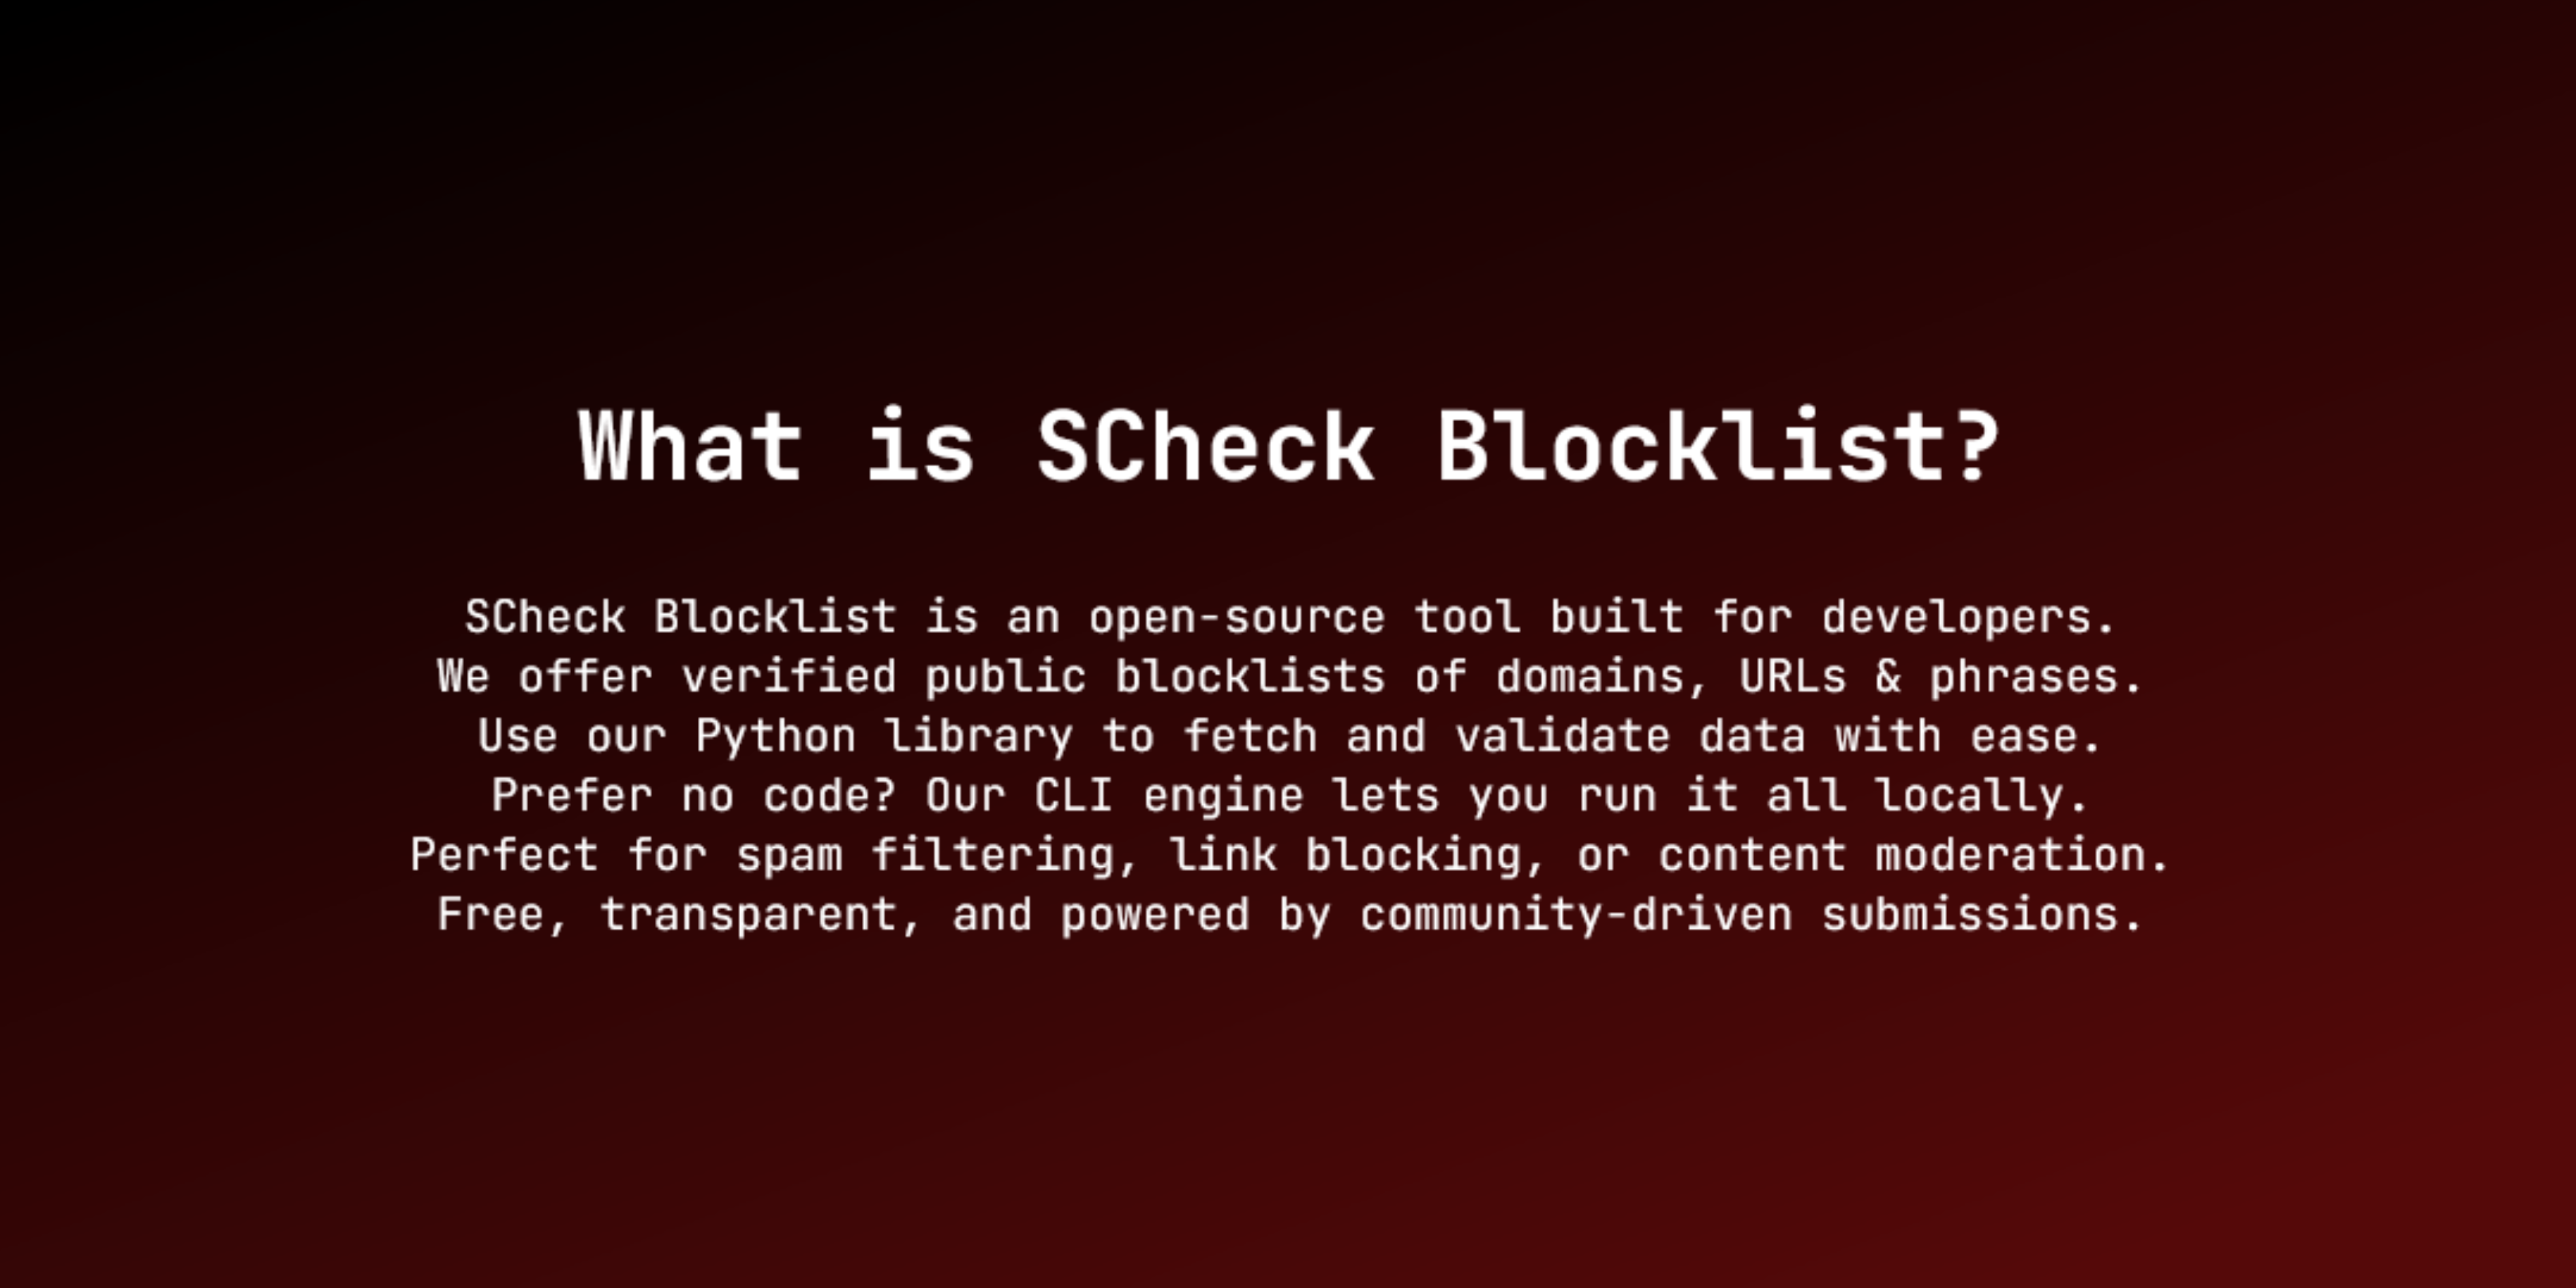 What is SCheck Blocklist?
SCheck Blocklist is an open-source tool built for developers.
We offer verified public blocklists of domains, URLs & phrases.
Use our Python library to fetch and validate data with ease.
Prefer no code? Our CLI engine lets you run it all locally.
Perfect for spam filtering, link blocking, or content moderation.
Free, transparent, and powered by community-driven submissions.